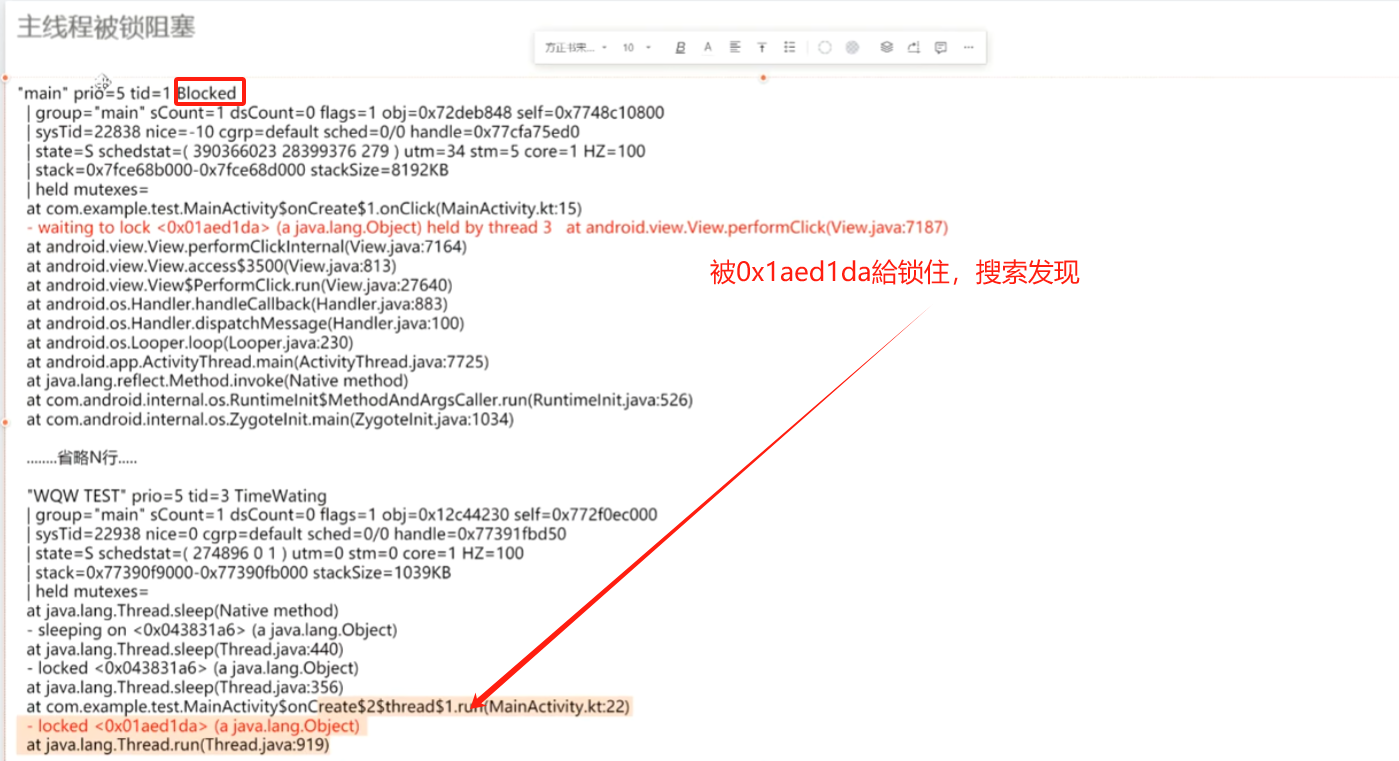 主线程被锁阻塞
方正书宋... 10 B A
"main" prio=5 tid=1 Blocked
| group="main" sCount=1 dsCount=0 flags=1 obj=0x72deb848 self=0x7748c10800
| sysTid=22838 nice=-10 cgrp=default sched=0/0 handle=0x77cfa75ed0
| state=S schedstat=( 390366023 28399376 279 ) utm=34 stm=5 core=1 HZ=100
| stack=0x7fce68b000-0x7fce68d000 stackSize=8192KB
| held mutexes=
at com.example.test.MainActivity$onCreate$1.onClick(MainActivity.kt:15)
- waiting to lock <0x01aed1da> (a java.lang.Object) held by thread 3 at android.view.View.performClick(View.java:7187)
at android.view.View.performClickInternal(View.java:7164)
at android.view.View.access$3500(View.java:813)
at android.view.View$PerformClick.run(View.java:27640)
at android.os.Handler.handleCallback(Handler.java:883)
at android.os.Handler.dispatchMessage(Handler.java:100)
at android.os.Looper.loop(Looper.java:230)
at android.app.ActivityThread.main(ActivityThread.java:7725)
at java.lang.reflect.Method.invoke(Native method)
at com.android.internal.os.RuntimeInit$MethodAndArgsCaller.run(RuntimeInit.java:526)
at com.android.internal.os.ZygoteInit.main(ZygoteInit.java:1034)
被0x1aed1da給锁住，搜索发现
........省略N行.....
"WQW TEST" prio=5 tid=3 TimeWating
| group="main" sCount=1 dsCount=0 flags=1 obj=0x12c44230 self=0x772f0ec000
| sysTid=22938 nice=0 cgrp=default sched=0/0 handle=0x77391fbd50
| state=S schedstat=( 274896 0 1 ) utm=0 stm=0 core=1 HZ=100
| stack=0x77390f9000-0x77390fb000 stackSize=1039KB
| held mutexes=
at java.lang.Thread.sleep(Native method)
- sleeping on <0x043831a6> (a java.lang.Object)
at java.lang.Thread.sleep(Thread.java:440)
- locked <0x043831a6> (a java.lang.Object)
at java.lang.Thread.sleep(Thread.java:356)
at com.example.test.MainActivity$onCreate$2$thread$1.run(MainActivity.kt:22)
- locked <0x01aed1da> (a java.lang.Object)
at java.lang.Thread.run(Thread.java:919)